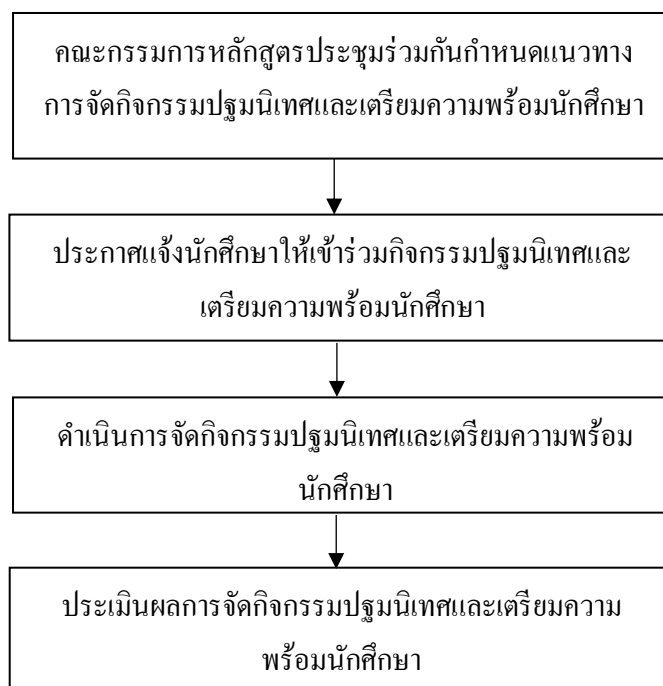 คณะกรรมการหลักสูตรประชุมร่วมกันกำหนดแนวทาง
การจัดกิจกรรมปฐมนิเทศและเตรียมความพร้อมนักศึกษา
ประกาศแจ้งนักศึกษาให้เข้าร่วมกิจกรรมปฐมนิเทศและ
เตรียมความพร้อมนักศึกษา
ดำเนินการจัดกิจกรรมปฐมนิเทศและเตรียมความพร้อม
นักศึกษา
ประเมินผลการจัดกิจกรรมปฐมนิเทศและเตรียมความ
พร้อมนักศึกษา